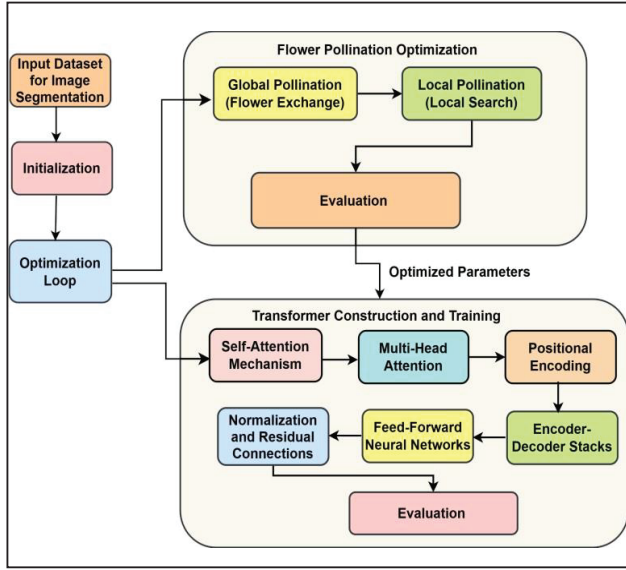 Input Dataset
for Image
Segmentation
Initialization
Optimization
Loop
Flower Pollination Optimization
Global Pollination
(Flower Exchange)
Local Pollination
(Local Search)
Evaluation
Optimized Parameters
Transformer Construction and Training
Self-Attention
Mechanism
Multi-Head
Attention
Positional
Encoding
Encoder-
Decoder Stacks
Feed-Forward
Neural Networks
Normalization
and Residual
Connections
Evaluation